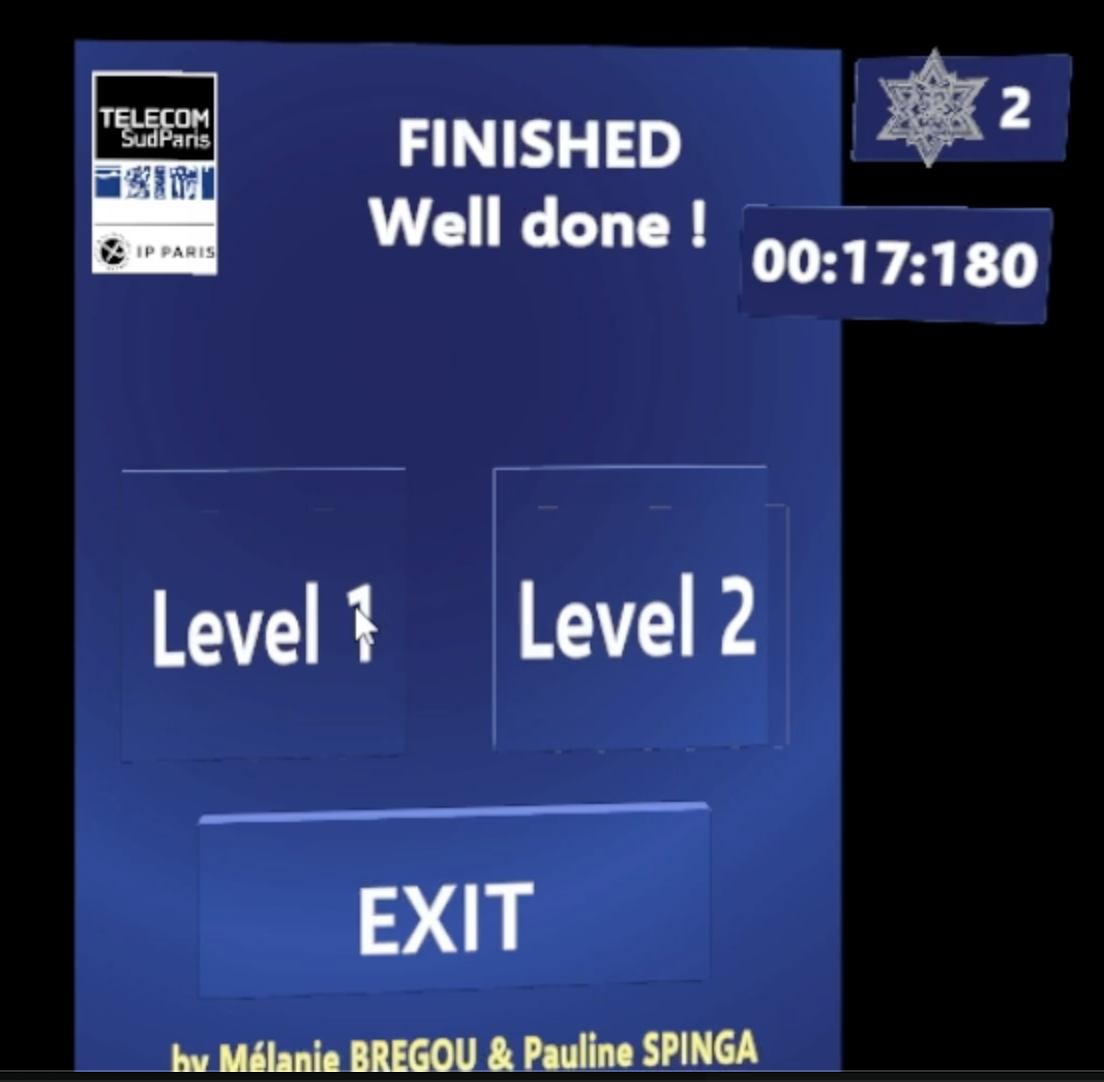 TELECOM
SudParis
IP PARIS
FINISHED
Well done !
2
00:17:180
Level 1
Level 2
EXIT
by Mélanie BREGOU & Pauline SPINGA